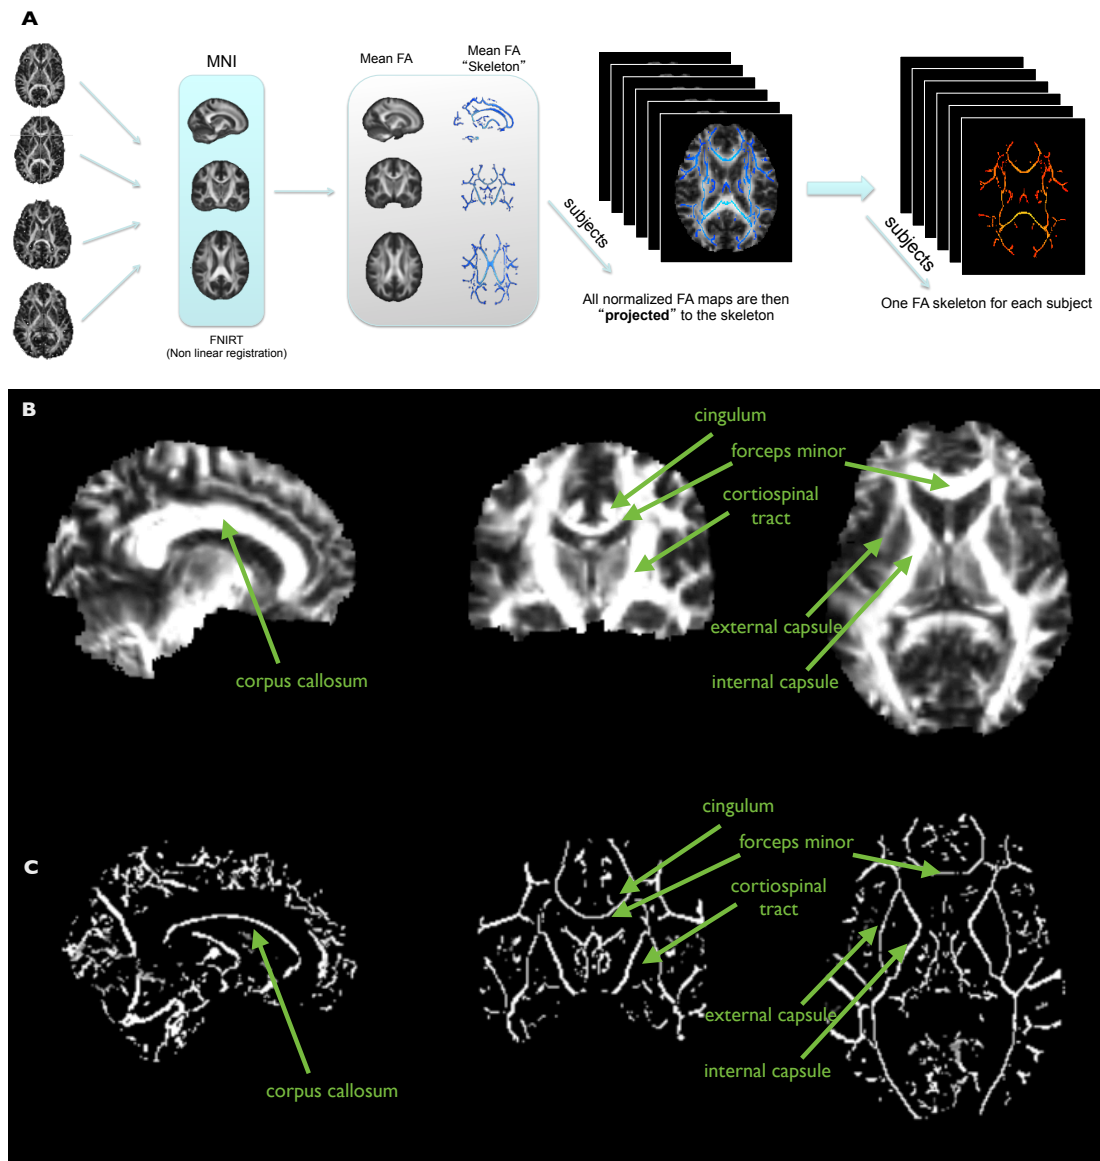 A
MNI
Mean FA
Mean FA
“Skeleton”
FNIRT
(Non linear registration)
subjects
All normalized FA maps are then
“projected” to the skeleton
subjects
One FA skeleton for each subject
B
cingulum
forceps minor
cortiospinal
tract
external capsule
internal capsule
corpus callosum
C
cingulum
forceps minor
cortiospinal
tract
external capsule
internal capsule
corpus callosum